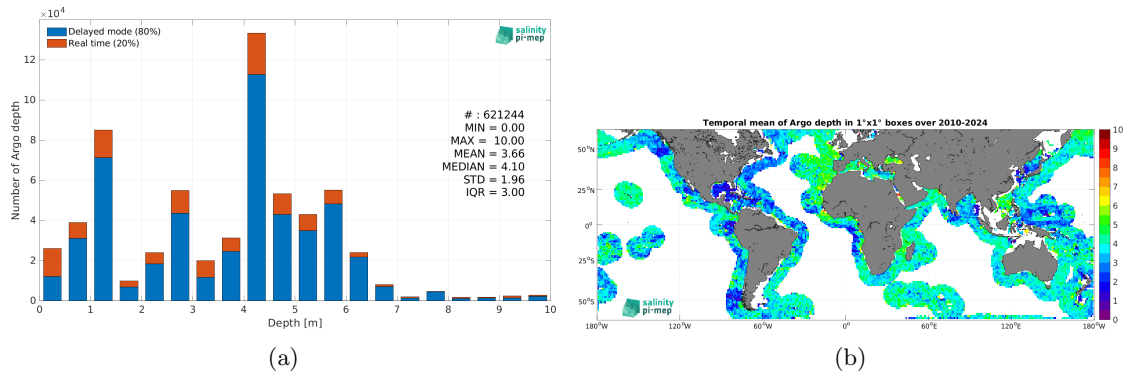 ×10⁴
Delayed mode (80%)
Real time (20%)
salinity
pi-mep
# : 621244
MIN = 0.00
MAX = 10.00
MEAN = 3.66
MEDIAN = 4.16
STD = 1.96
IQR = 3.00
Number of Argo depth
12
10
8
6
4
2
0
0 1 2 3 4 5 6 7 8 9 10
Depth [m]
(a)
Temporal mean of Argo depth in 1°x1° boxes over 2010-2024
50°N
25°N
0°
25°S
50°S
180°W 120°W 60°W 0° 60°E 120°E 180°W
salinity
pi-mep
10
9
8
7
6
5
4
3
2
1
0
(b)